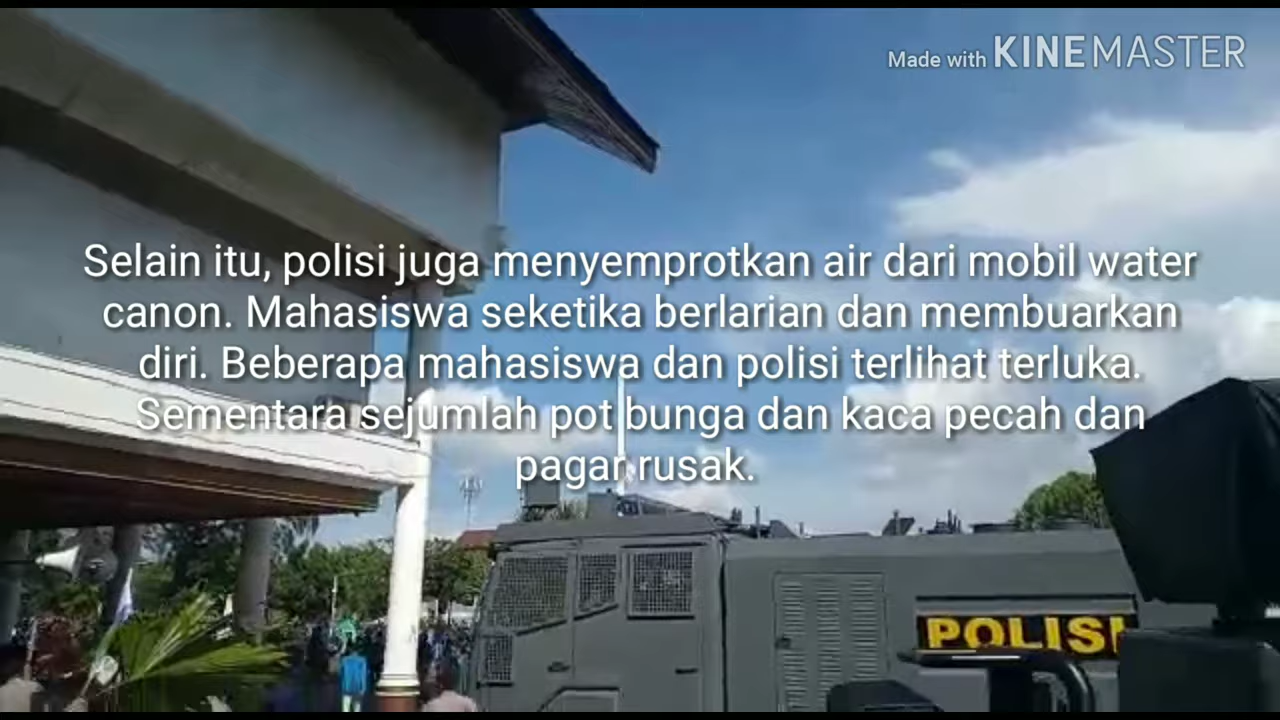 Made with KINEMASTER
Selain itu, polisi juga menyemprotkan air dari mobil water
canon. Mahasiswa seketika berlarian dan membuarkan
diri. Beberapa mahasiswa dan polisi terlihat terluka.
Sementara sejumlah pot bunga dan kaca pecah dan
pagar rusak.
POLISI